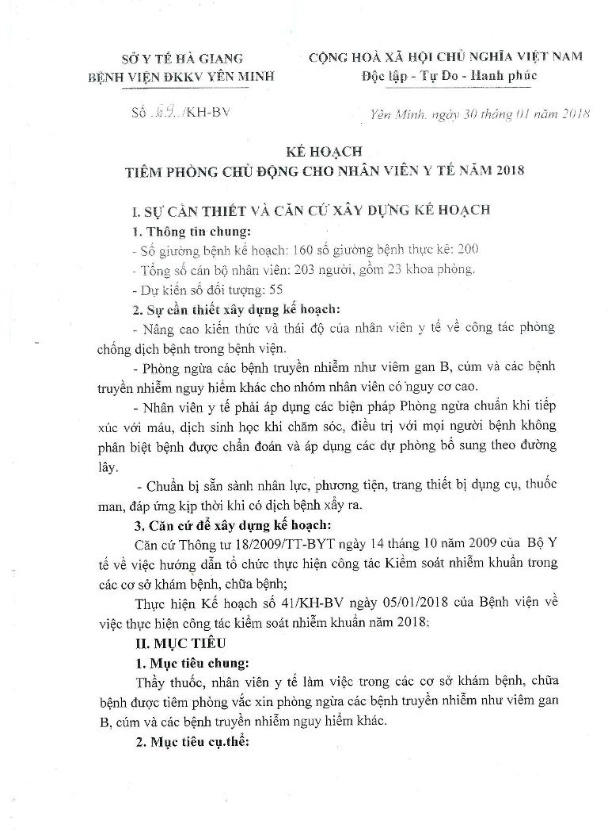 SỞ Y TẾ HÀ GIANG
BỆNH VIỆN ĐKKV YÊN MINH
CỘNG HOÀ XÃ HỘI CHỦ NGHĨA VIỆT NAM
Độc lập - Tự Do - Hanh phúc
Số 69 /KH-BV
Yên Minh, ngày 30 tháng 01 năm 2018
KẾ HOẠCH
TIÊM PHÒNG CHỦ ĐỘNG CHO NHÂN VIÊN Y TẾ NĂM 2018
I. SỰ CẦN THIẾT VÀ CĂN CỨ XÂY DỰNG KẾ HOẠCH
1. Thông tin chung:
- Số giường bệnh kế hoạch: 160 số giường bệnh thực kê: 200
- Tổng số cán bộ nhân viên: 203 người, gồm 23 khoa phòng.
- Dự kiến số đối tượng: 55
2. Sự cần thiết xây dựng kế hoạch:
- Nâng cao kiến thức và thái độ của nhân viên y tế về công tác phòng
chống dịch bệnh trong bệnh viện.
- Phòng ngừa các bệnh truyền nhiễm như viêm gan B, cúm và các bệnh
truyền nhiễm nguy hiểm khác cho nhóm nhân viên có nguy cơ cao.
- Nhân viên y tế phải áp dụng các biện pháp Phòng ngừa chuẩn khi tiếp
xúc với máu, dịch sinh học khi chăm sóc, điều trị với mọi người bệnh không
phân biệt bệnh được chẩn đoán và áp dụng các dự phòng bổ sung theo đường
lây.
- Chuẩn bị sẵn sành nhân lực, phương tiện, trang thiết bị dụng cụ, thuốc
man, đáp ứng kịp thời khi có dịch bệnh xẩy ra.
3. Căn cứ để xây dựng kế hoạch:
Căn cứ Thông tư 18/2009/TT-BYT ngày 14 tháng 10 năm 2009 của Bộ Y
tế về việc hướng dẫn tổ chức thực hiện công tác Kiểm soát nhiễm khuẩn trong
các cơ sở khám bệnh, chữa bệnh;
Thực hiện Kế hoạch số 41/KH-BV ngày 05/01/2018 của Bệnh viện về
việc thực hiện công tác kiểm soát nhiễm khuẩn năm 2018;
II. MỤC TIÊU
1. Mục tiêu chung:
Thầy thuốc, nhân viên y tế làm việc trong các cơ sở khám bệnh, chữa
bệnh được tiêm phòng vắc xin phòng ngừa các bệnh truyền nhiễm như viêm gan
B, cúm và các bệnh truyền nhiễm nguy hiểm khác.
2. Mục tiêu cụ.thể: